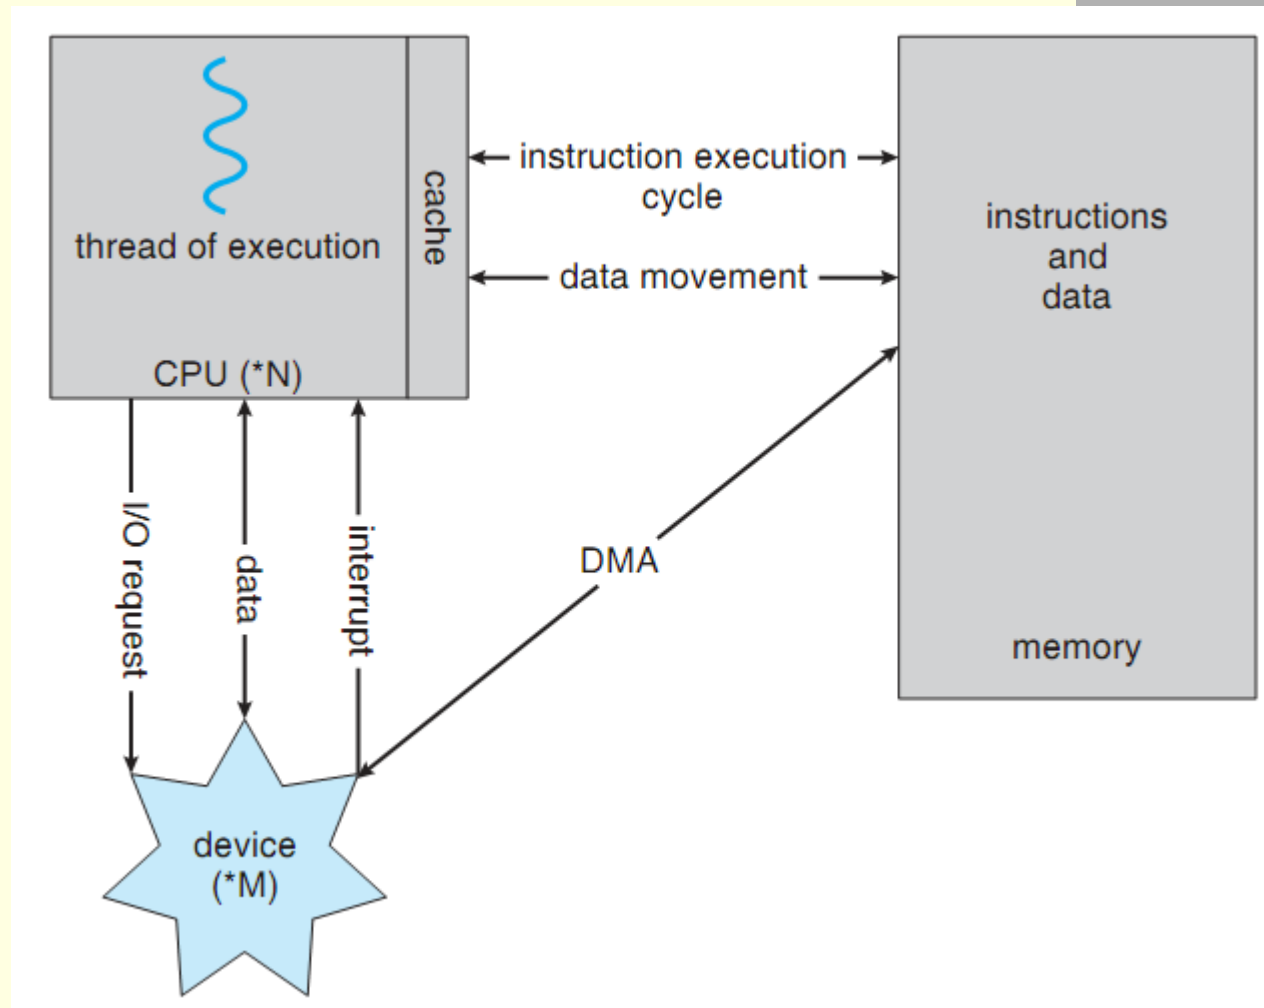 thread of execution
CPU (*N)
cache
instruction execution
cycle
data movement
instructions
and
data
memory
I/O request
data
interrupt
DMA
device
(*M)